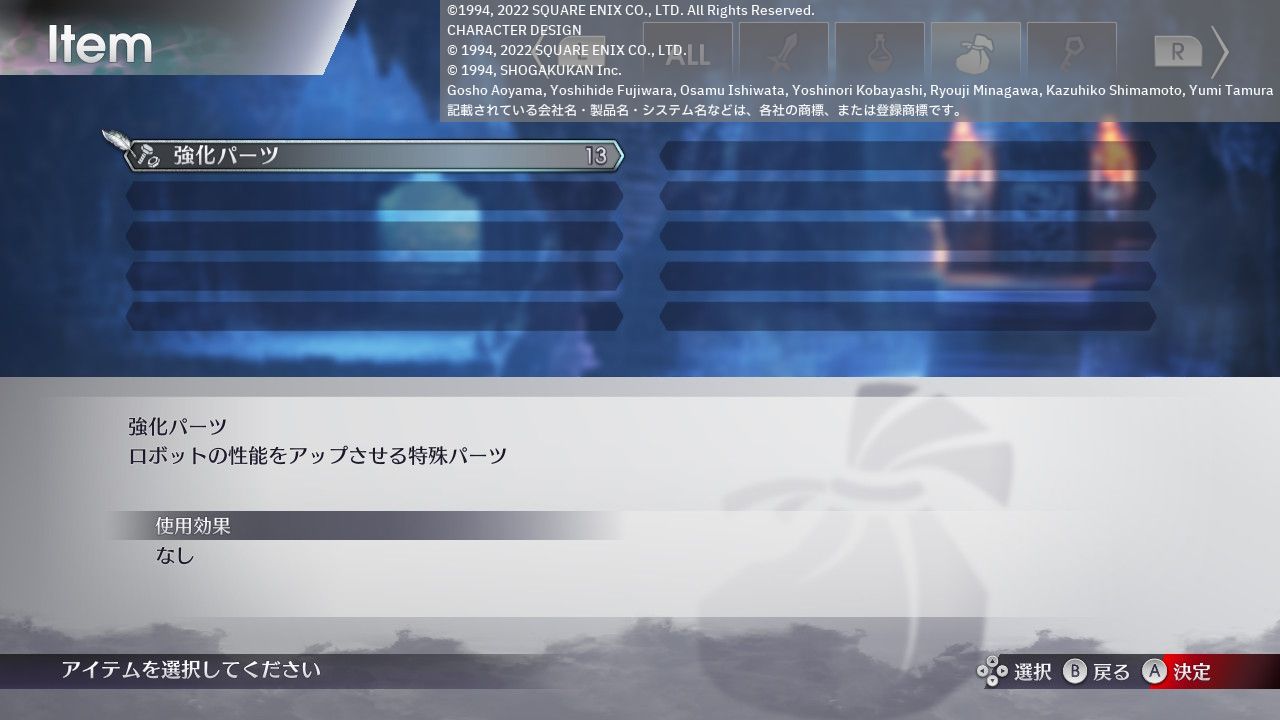 Item
©1994, 2022 SQUARE ENIX CO., LTD. All Rights Reserved.
CHARACTER DESIGN
© 1994, 2022 SQUARE ENIX CO., LTD.
© 1994, SHOGAKUKAN Inc.
Gosho Aoyama, Yoshihide Fujiwara, Osamu Ishiwata, Yoshinori Kobayashi, Ryouji Minagawa, Kazuhiko Shimamoto, Yumi Tamura
記載されている会社名・製品名・システム名などは、各社の商標、または登録商標です。
L ALL R
強化パーツ 13
強化パーツ
ロボットの性能をアップさせる特殊パーツ
使用効果
なし
アイテムを選択してください
選択 B 戻る A 決定